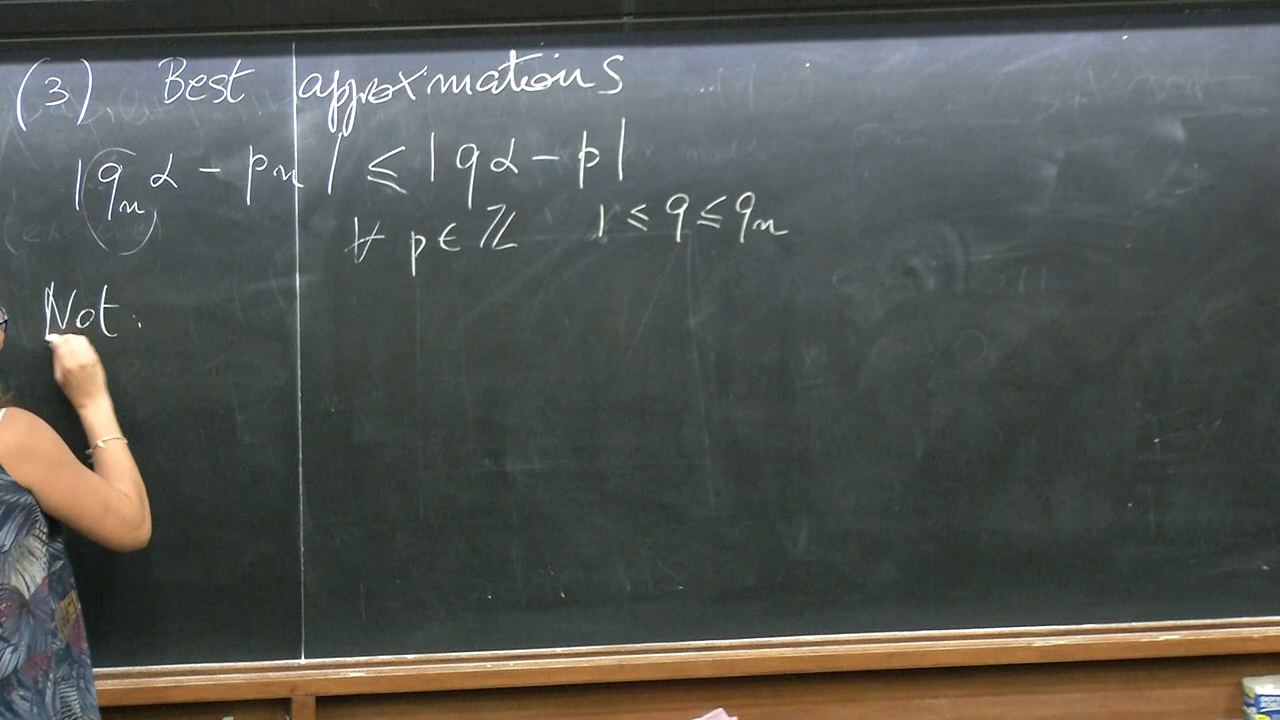 (3) Best approximations
|qₙα - pₙ| ≤ |qα - p|
∀ p ∈ ℤ 1 ≤ q ≤ qₙ
Not: